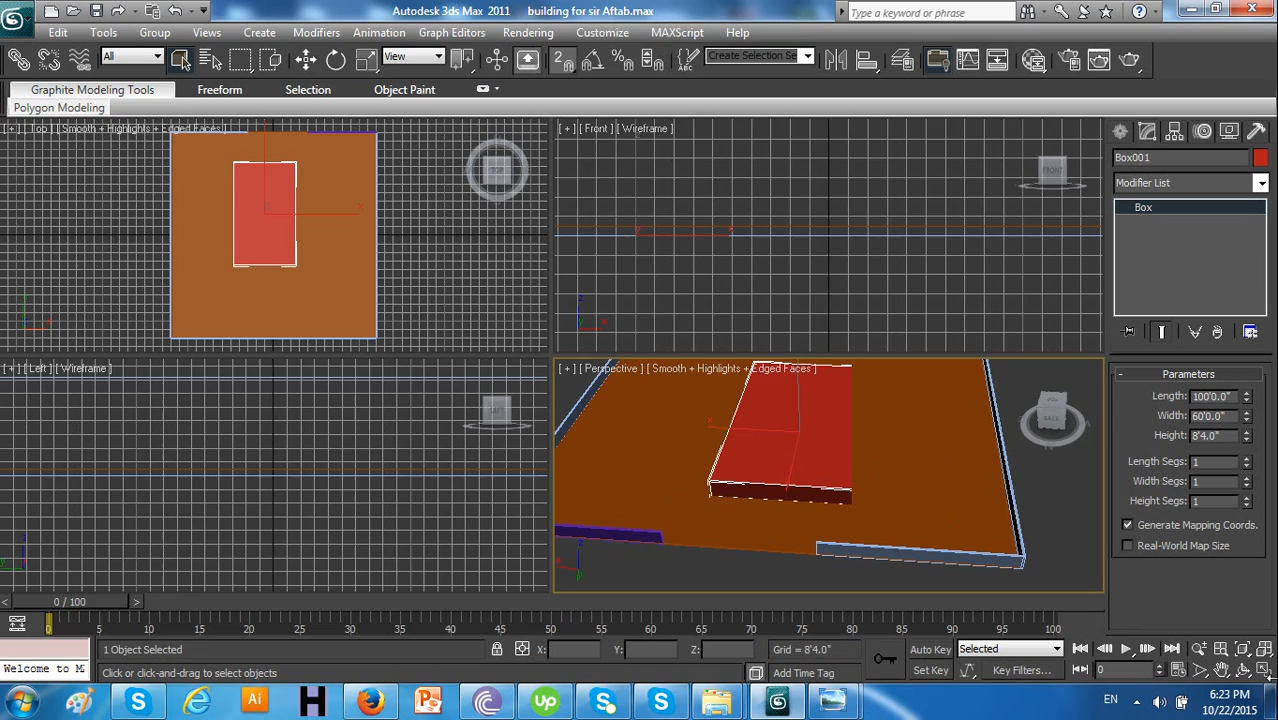 Autodesk 3ds Max 2011 building for sir Aftab.max
Type a keyword or phrase
Edit Tools Group Views Create Modifiers Animation Graph Editors Rendering Customize MAXScript Help
All
View
Create Selection Se
Graphite Modeling Tools Freeform Selection Object Paint
Polygon Modeling
[ + ] [ Top ] [ Smooth + Highlights + Edged Faces ]
[ + ] [ Front ] [ Wireframe ]
TOP
FRONT
Box001
Modifier List
Box
[ + ] [ Left ] [ Wireframe ]
[ + ] [ Perspective ] [ Smooth + Highlights + Edged Faces ]
LEFT
BACK
Parameters
Length: 100'0.0"
Width: 60'0.0"
Height: 8'4.0"
Length Segs: 1
Width Segs: 1
Height Segs: 1
Generate Mapping Coords.
Real-World Map Size
0 / 100
0 5 10 15 20 25 30 35 40 45 50 55 60 65 70 75 80 85 90 95 100
1 Object Selected
X: Y: Z:
Grid = 8'4.0"
Auto Key
Selected
Welcome to M
Click or click-and-drag to select objects
Add Time Tag
Set Key
Key Filters...
0
EN
6:23 PM
10/22/2015